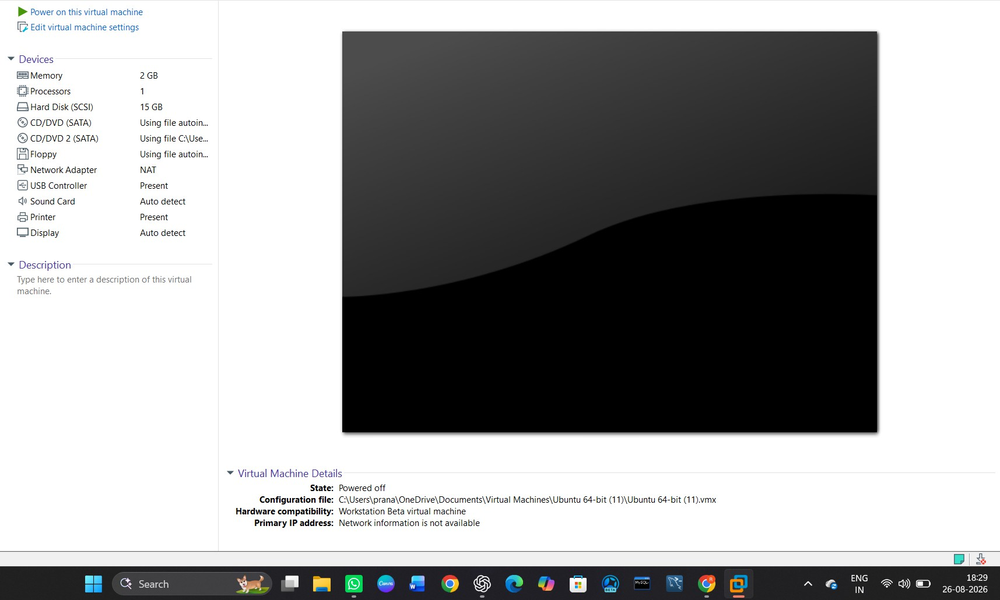 Power on this virtual machine
Edit virtual machine settings
Devices
Memory 2 GB
Processors 1
Hard Disk (SCSI) 15 GB
CD/DVD (SATA) Using file autoin...
CD/DVD 2 (SATA) Using file C:\Use...
Floppy Using file autoin...
Network Adapter NAT
USB Controller Present
Sound Card Auto detect
Printer Present
Display Auto detect
Description
Type here to enter a description of this virtual
machine.
Virtual Machine Details
State: Powered off
Configuration file: C:\Users\prana\OneDrive\Documents\Virtual Machines\Ubuntu 64-bit (11)\Ubuntu 64-bit (11).vmx
Hardware compatibility: Workstation Beta virtual machine
Primary IP address: Network information is not available
Search
Canva
W
BETA
MySQL
R
ENG
IN
18:29
26-08-2026